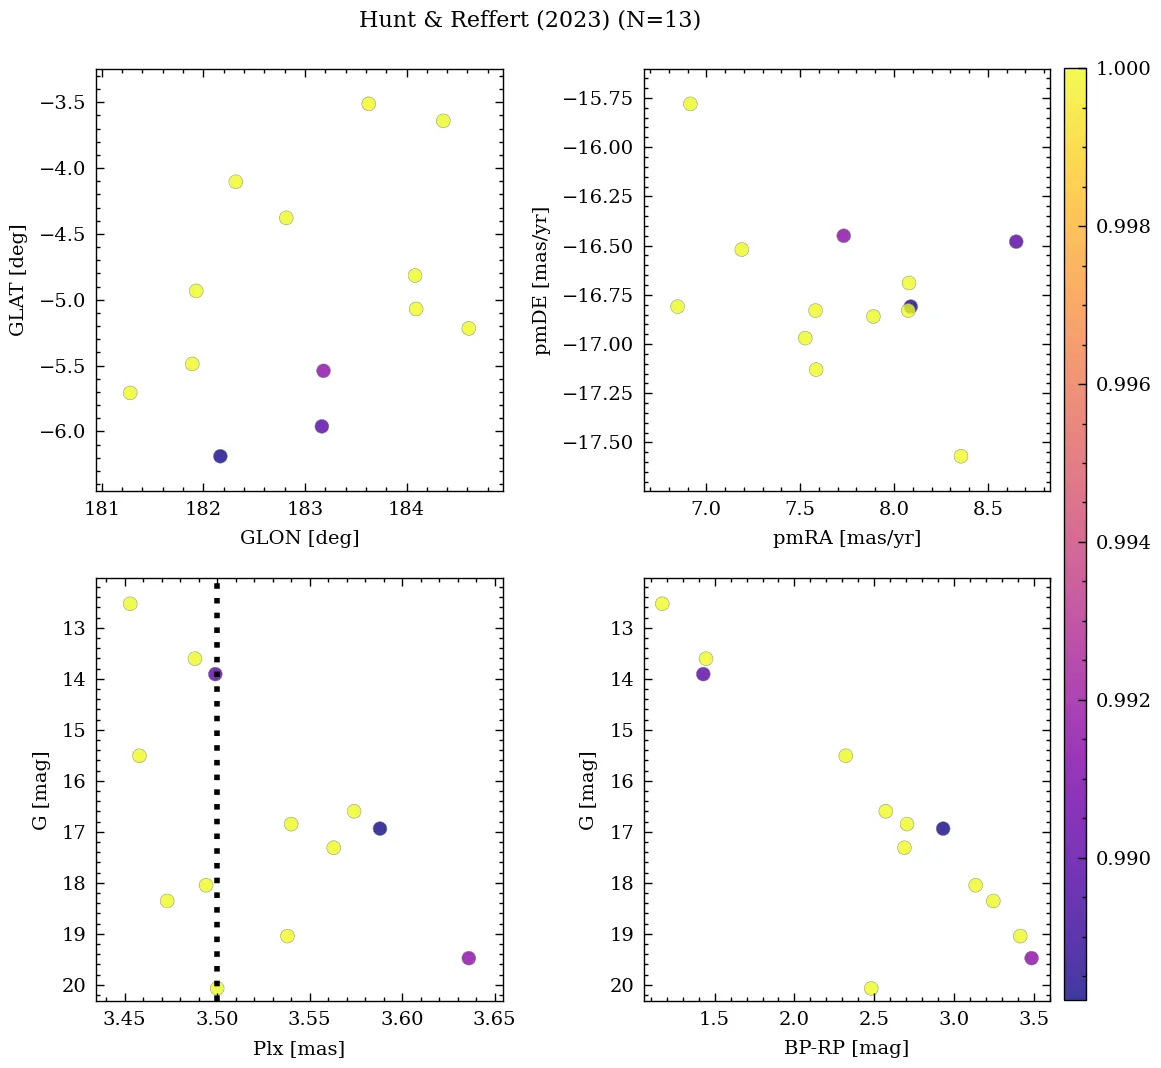 Hunt & Reffert (2023) (N=13)
−3.5
−4.0
−4.5
−5.0
−5.5
−6.0
GLAT [deg]
181 182 183 184
GLON [deg]
−15.75
−16.00
−16.25
−16.50
−16.75
−17.00
−17.25
−17.50
pmDE [mas/yr]
7.0 7.5 8.0 8.5
pmRA [mas/yr]
1.000
0.998
0.996
0.994
0.992
0.990
13
14
15
16
17
18
19
20
G [mag]
3.45 3.50 3.55 3.60 3.65
Plx [mas]
13
14
15
16
17
18
19
20
G [mag]
1.5 2.0 2.5 3.0 3.5
BP-RP [mag]